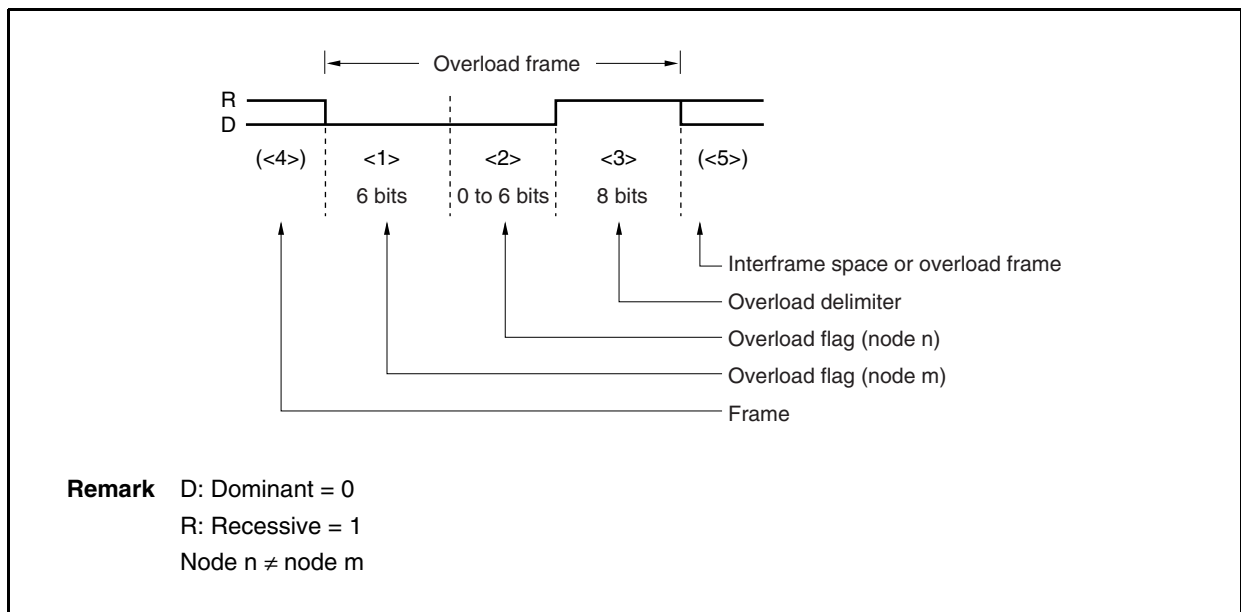 Overload frame
R
D
(<4>) <1> <2> <3> (<5>)
6 bits 0 to 6 bits 8 bits
Interframe space or overload frame
Overload delimiter
Overload flag (node n)
Overload flag (node m)
Frame
Remark D: Dominant = 0
R: Recessive = 1
Node n ≠ node m